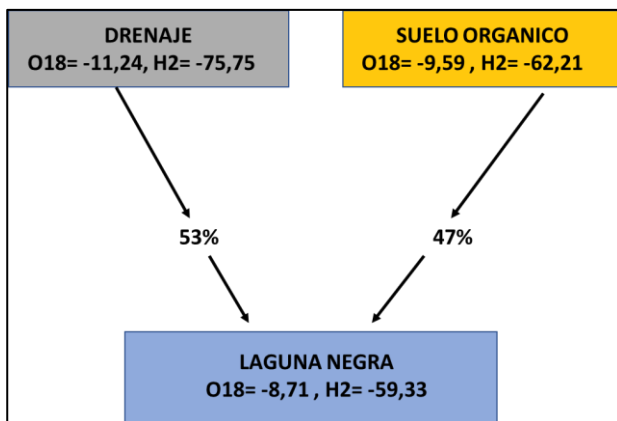 DRENAJE
O18= -11,24, H2= -75,75
SUELO ORGANICO
O18= -9,59 , H2= -62,21
53%
47%
LAGUNA NEGRA
O18= -8,71 , H2= -59,33